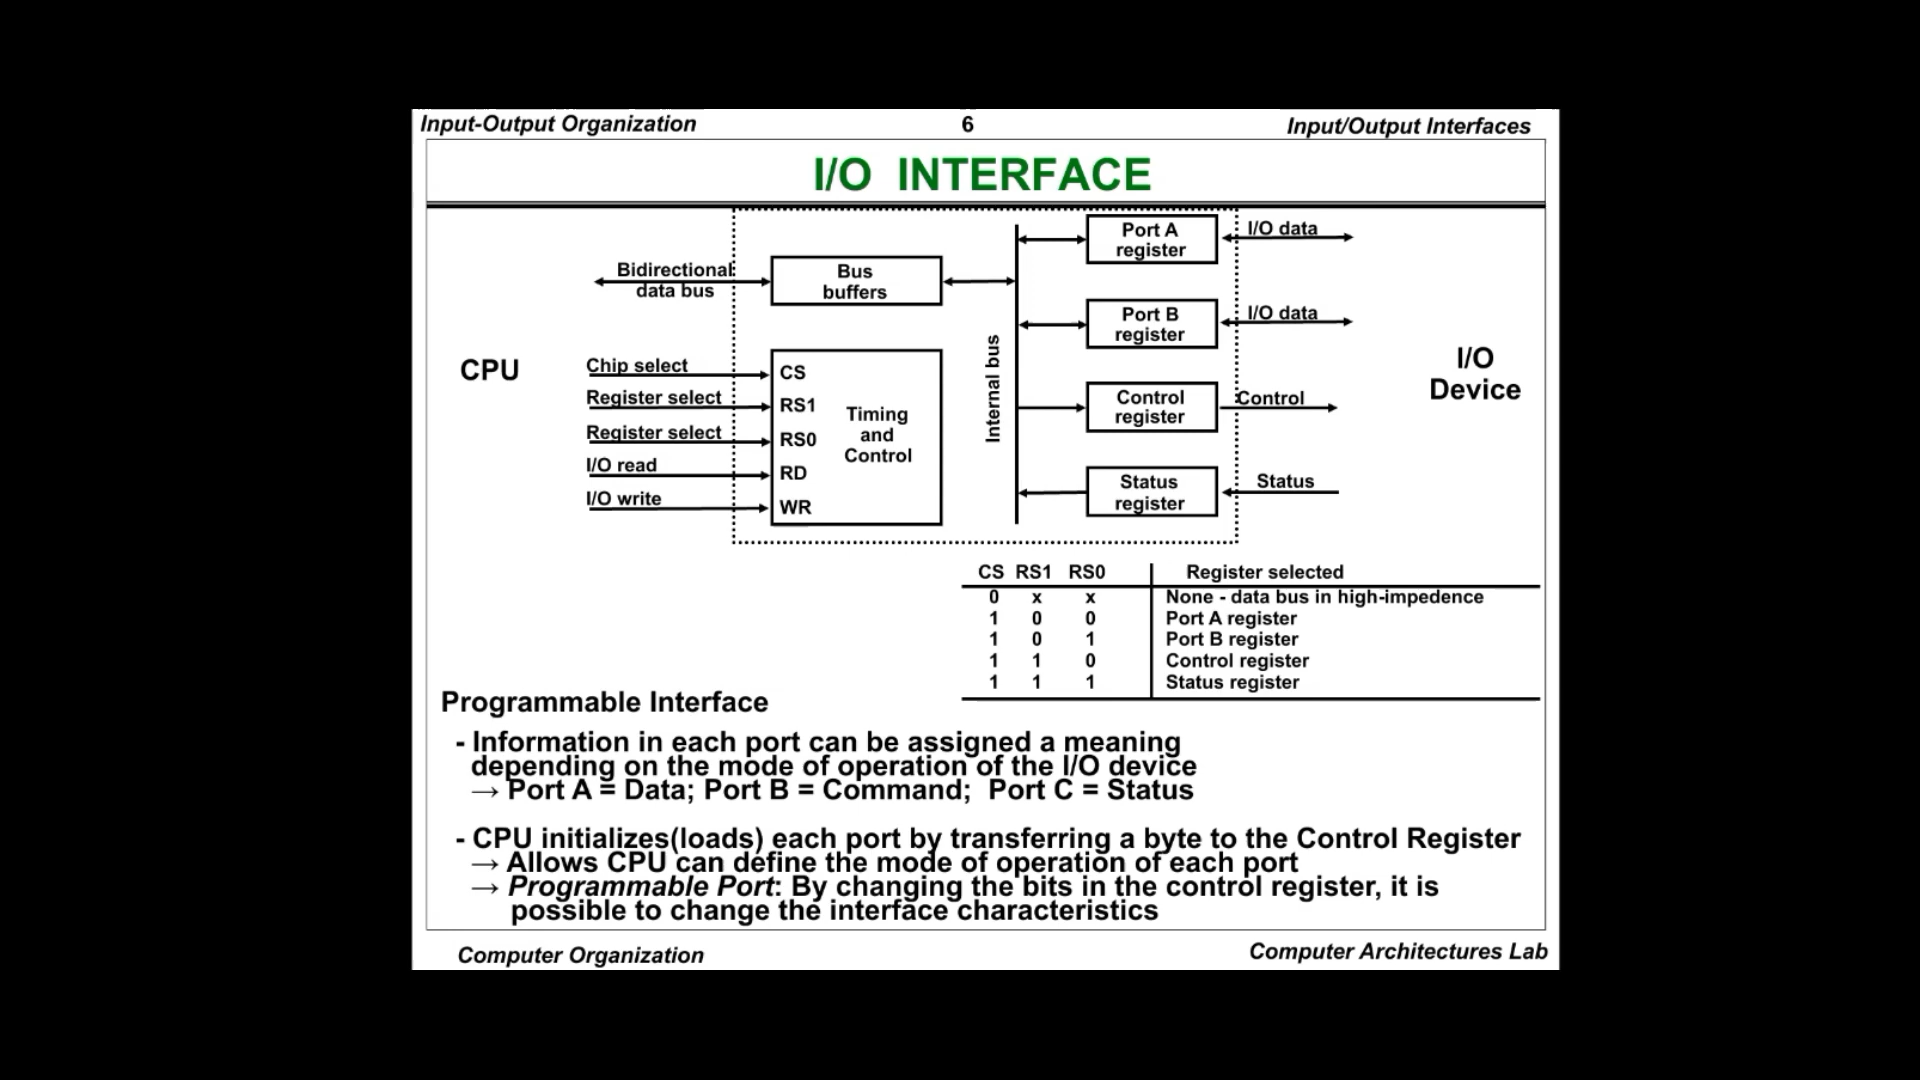 Input-Output Organization 6 Input/Output Interfaces
I/O INTERFACE
CPU
Bidirectional
data bus
Bus
buffers
Chip select
Register select
Register select
I/O read
I/O write
CS
RS1
RS0
RD
WR
Timing
and
Control
Internal bus
Port A
register
I/O data
Port B
register
I/O data
Control
register
Control
Status
register
Status
I/O
Device
CS RS1 RS0 Register selected
0 x x None - data bus in high-impedence
1 0 0 Port A register
1 0 1 Port B register
1 1 0 Control register
1 1 1 Status register
Programmable Interface
- Information in each port can be assigned a meaning
depending on the mode of operation of the I/O device
→ Port A = Data; Port B = Command; Port C = Status
- CPU initializes(loads) each port by transferring a byte to the Control Register
→ Allows CPU can define the mode of operation of each port
→ Programmable Port: By changing the bits in the control register, it is
possible to change the interface characteristics
Computer Organization Computer Architectures Lab